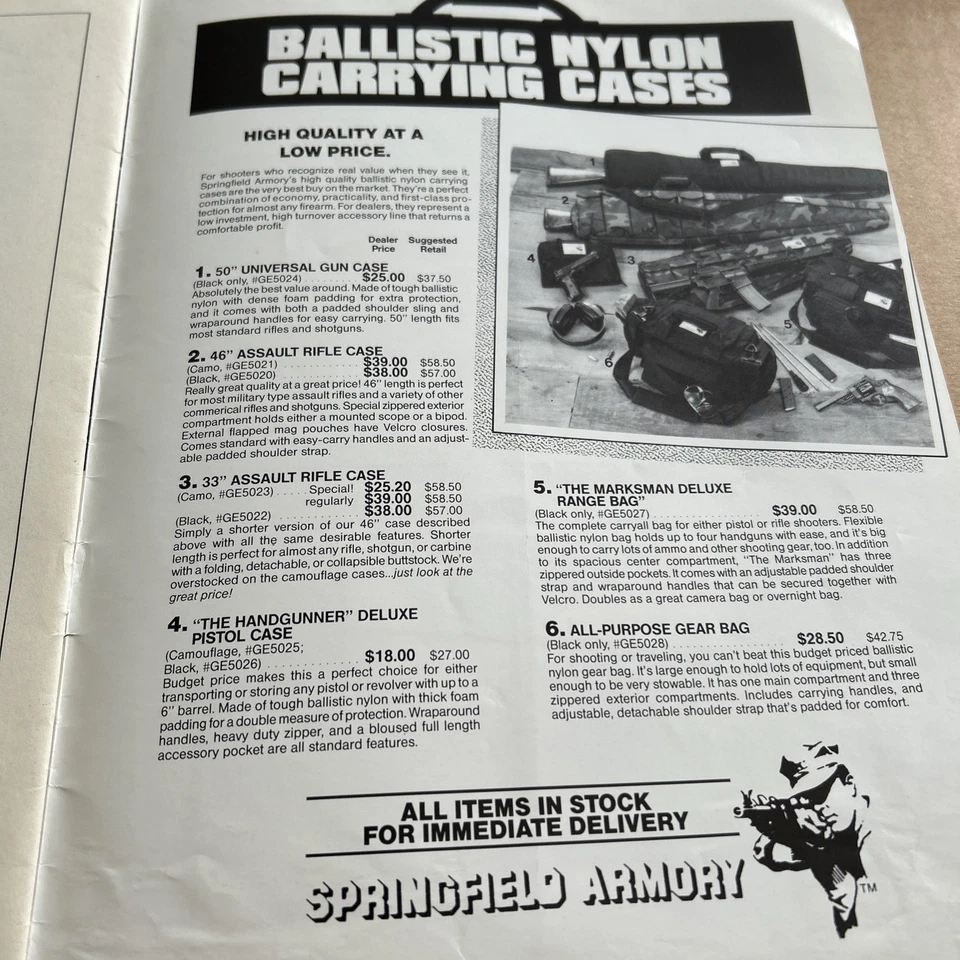 BALLISTIC NYLON
CARRYING CASES
HIGH QUALITY AT A
LOW PRICE.
For shooters who recognize real value when they see it,
Springfield Armory's high quality ballistic nylon carrying
cases are the very best buy on the market. They're a perfect
combination of economy, practicality, and first-class pro-
tection for almost any firearm. For dealers, they represent a
low investment, high turnover accessory line that returns a
comfortable profit.
Dealer Suggested
Price Retail
1. 50" UNIVERSAL GUN CASE
(Black only, #GE5024) . . . . . . . . . . $25.00 $37.50
Absolutely the best value around. Made of tough ballistic
nylon with dense foam padding for extra protection,
and it comes with both a padded shoulder sling and
wraparound handles for easy carrying. 50" length fits
most standard rifles and shotguns.
2. 46" ASSAULT RIFLE CASE
(Camo, #GE5021) . . . . . . . . . . . . . $39.00 $58.50
(Black, #GE5020) . . . . . . . . . . . . . $38.00 $57.00
Really great quality at a great price! 46" length is perfect
for most military type assault rifles and a variety of other
commerical rifles and shotguns. Special zippered exterior
compartment holds either a mounted scope or a bipod.
External flapped mag pouches have Velcro closures.
Comes standard with easy-carry handles and an adjust-
able padded shoulder strap.
3. 33" ASSAULT RIFLE CASE
(Camo, #GE5023) . . . . . Special! $25.20 $58.50
regularly $39.00 $58.50
(Black, #GE5022) . . . . . . . . . . . . . $38.00 $57.00
Simply a shorter version of our 46" case described
above with all the same desirable features. Shorter
length is perfect for almost any rifle, shotgun, or carbine
with a folding, detachable, or collapsible buttstock. We're
overstocked on the camouflage cases...just look at the
great price!
4. "THE HANDGUNNER" DELUXE
PISTOL CASE
(Camouflage, #GE5025;
Black, #GE5026) . . . . . . . . . . . . . $18.00 $27.00
Budget price makes this a perfect choice for either
transporting or storing any pistol or revolver with up to a
6" barrel. Made of tough ballistic nylon with thick foam
padding for a double measure of protection. Wraparound
handles, heavy duty zipper, and a bloused full length
accessory pocket are all standard features.
1
2
4
3
5
6
5. "THE MARKSMAN DELUXE
RANGE BAG"
(Black only, #GE5027) . . . . . . . . . . . . . $39.00 $58.50
The complete carryall bag for either pistol or rifle shooters. Flexible
ballistic nylon bag holds up to four handguns with ease, and it's big
enough to carry lots of ammo and other shooting gear, too. In addition
to its spacious center compartment, "The Marksman" has three
zippered outside pockets. It comes with an adjustable padded shoulder
strap and wraparound handles that can be secured together with
Velcro. Doubles as a great camera bag or overnight bag.
6. ALL-PURPOSE GEAR BAG
(Black only, #GE5028) . . . . . . . . . . . . . $28.50 $42.75
For shooting or traveling, you can't beat this budget priced ballistic
nylon gear bag. It's large enough to hold lots of equipment, but small
enough to be very stowable. It has one main compartment and three
zippered exterior compartments. Includes carrying handles, and
adjustable, detachable shoulder strap that's padded for comfort.
ALL ITEMS IN STOCK
FOR IMMEDIATE DELIVERY
SPRINGFIELD ARMORY
TM